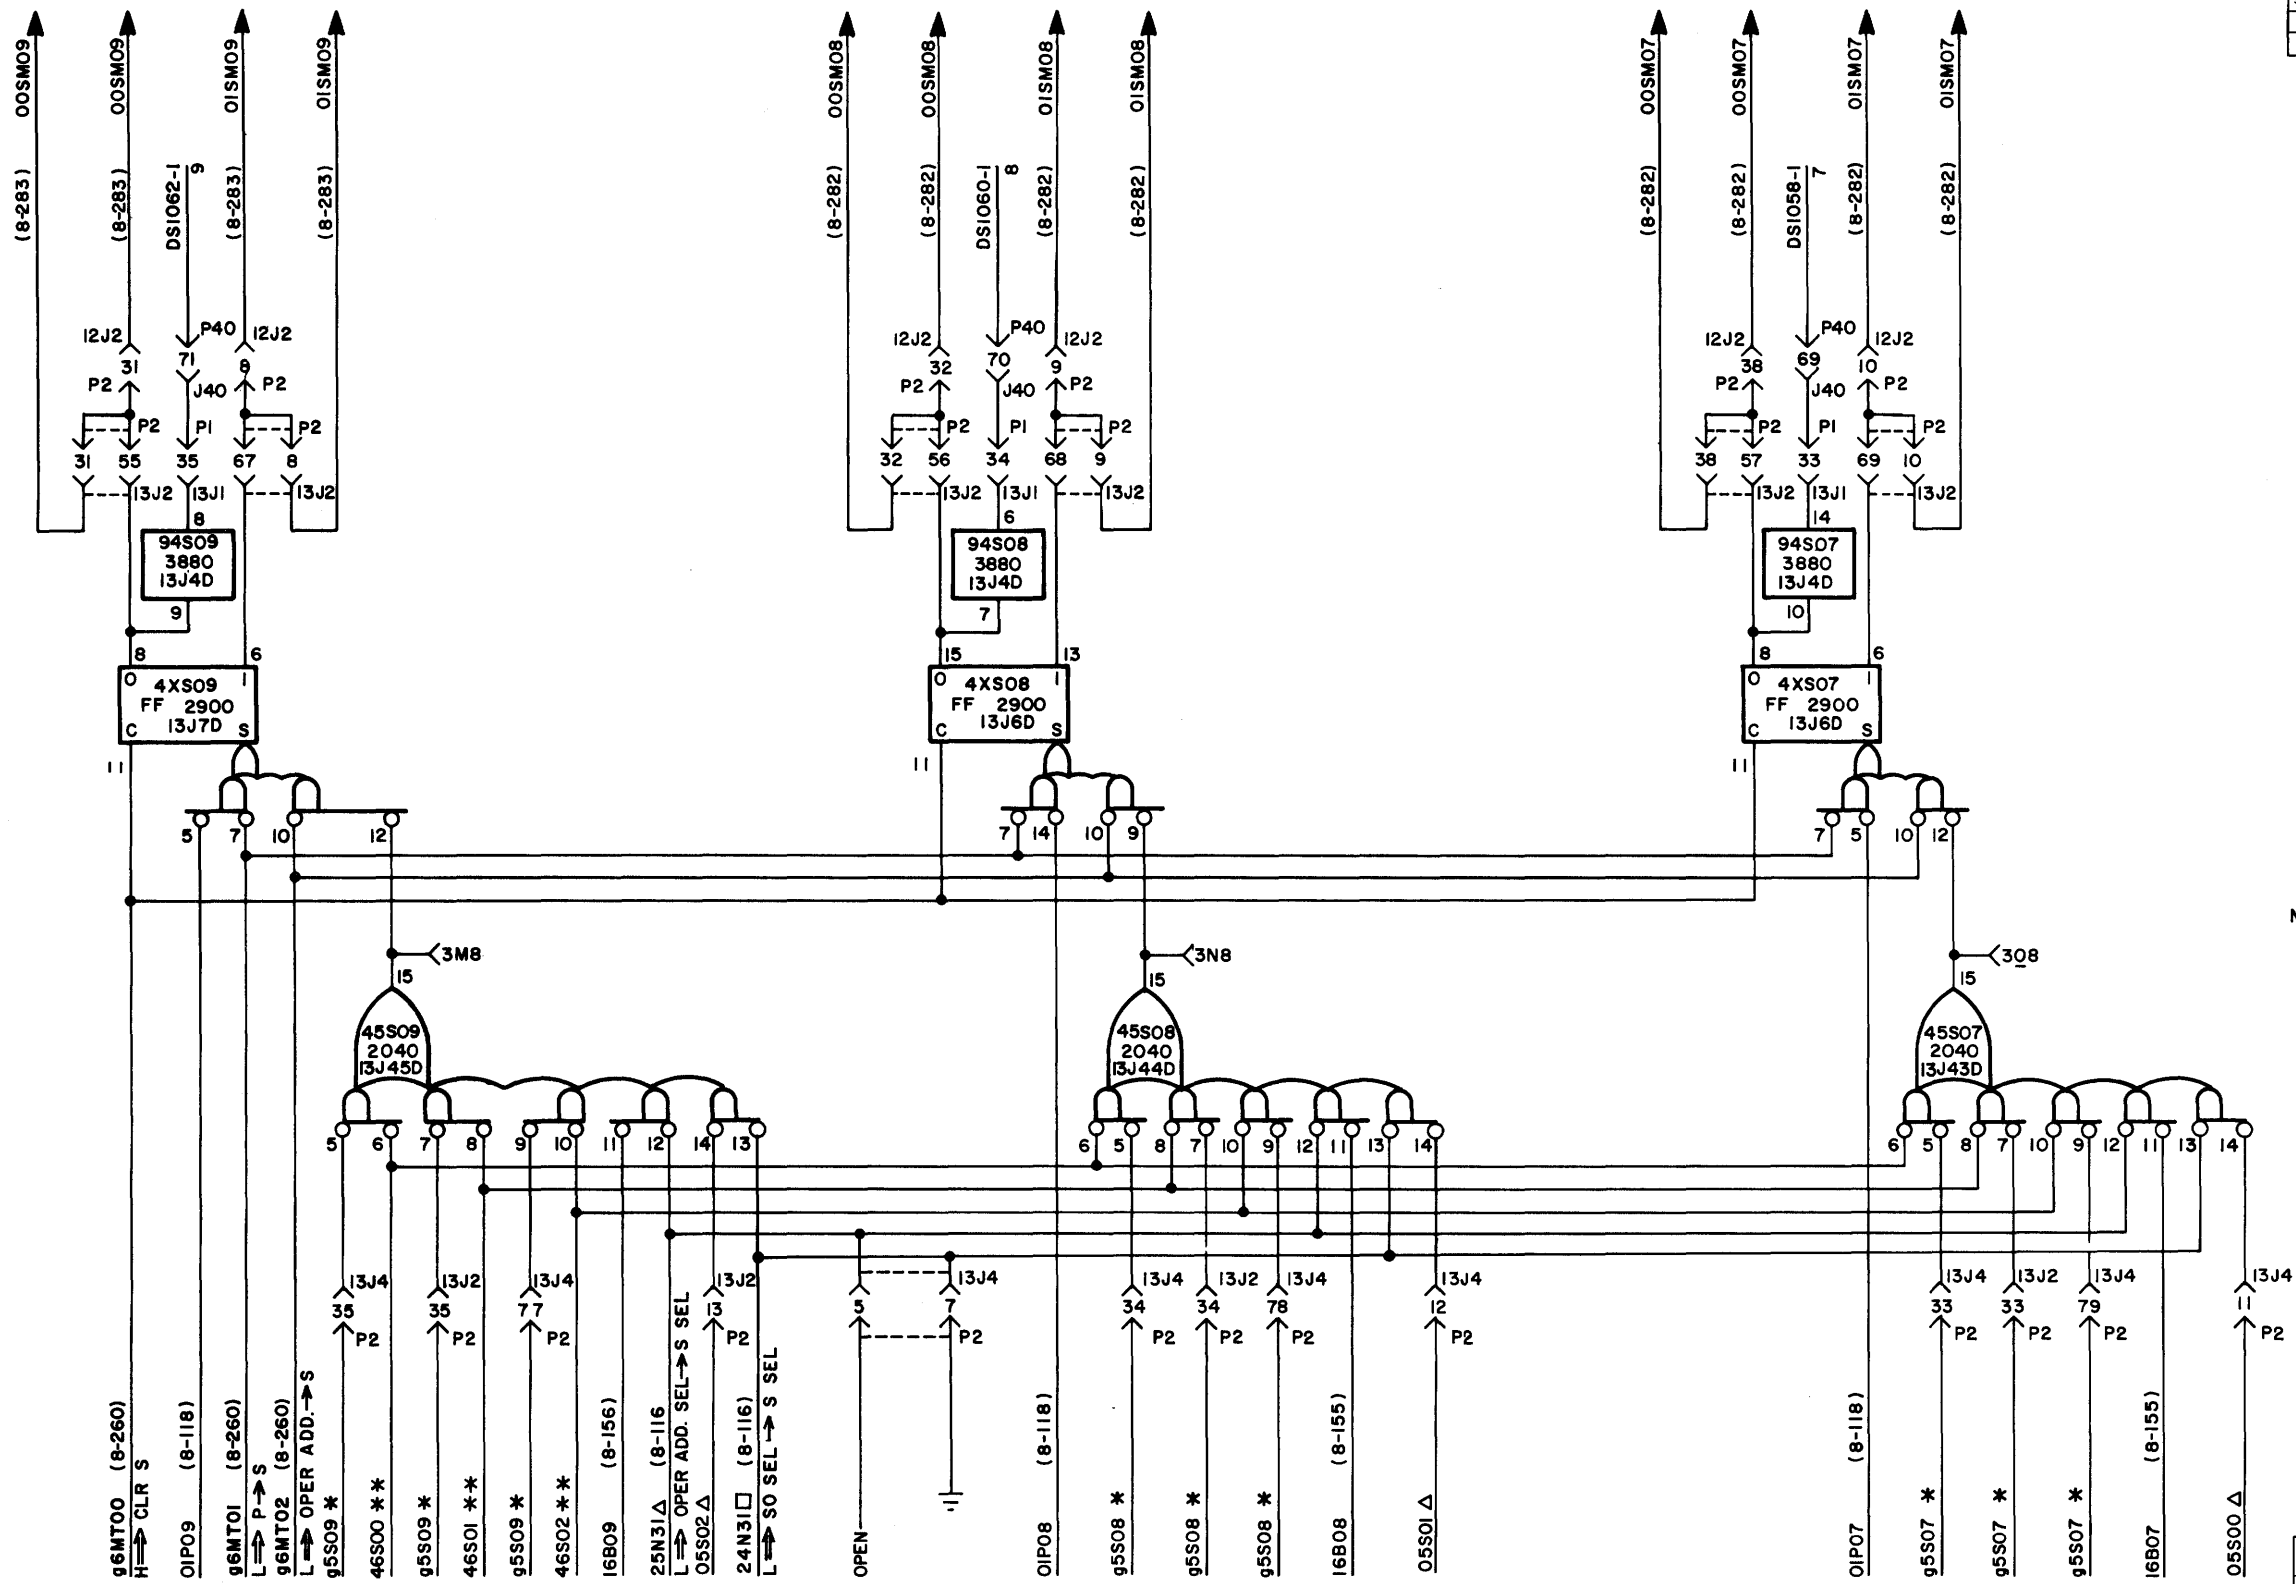 00SM09
00SM09
01SM09
01SM09
00SM08
00SM08
01SM08
01SM08
00SM07
00SM07
01SM07
01SM07
(8-283)
(8-283)
DS1062-1
9
(8-283)
(8-283)
(8-282)
(8-282)
DS1060-1
8
(8-282)
(8-282)
(8-282)
(8-282)
DS1058-1
7
(8-282)
(8-282)
12J2
P40
12J2
12J2
P40
12J2
12J2
P40
12J2
31
71
8
32
70
9
38
69
10
P2
J40
P2
P2
J40
P2
P2
J40
P2
P2
P1
P2
P2
P1
P2
P2
P1
P2
31
55
35
67
8
32
56
34
68
9
38
57
33
69
10
13J2
13J1
13J2
13J2
13J1
13J2
13J2
13J1
13J2
8
94S09
3880
13J4D
9
6
94S08
3880
13J4D
7
14
94S07
3880
13J4D
10
8
6
15
13
8
6
0
1
4XS09
FF 2900
13J7D
C
S
0
1
4XS08
FF 2900
13J6D
C
S
0
1
4XS07
FF 2900
13J6D
C
S
11
11
11
5
7
10
12
7
14
10
9
7
5
10
12
3M8
3N8
3O8
15
15
15
45S09
2040
13J45D
45S08
2040
13J44D
45S07
2040
13J43D
5
6
7
8
9
10
11
12
14
13
6
5
8
7
10
9
12
11
13
14
6
5
8
7
10
9
12
11
13
14
13J4
35
P2
13J2
35
P2
13J4
77
P2
13J2
13
P2
5
13J4
7
P2
13J4
34
P2
13J2
34
P2
13J4
78
P2
13J4
12
P2
13J4
33
P2
13J2
33
P2
13J4
79
P2
13J4
11
P2
g6MT00 (8-260)
H⇒CLR S
01P09 (8-118)
g6MT01 (8-260)
L⇒P→S
g6MT02 (8-260)
L⇒OPER ADD.→S
g5S09 *
46S00 **
g5S09 *
46S01 **
g5S09 *
46S02 **
16B09 (8-156)
25N31 △ (8-116
L⇒OPER ADD. SEL→S SEL
05S02 △
24N31 □ (8-116)
L⇒SO SEL→S SEL
OPEN
01P08 (8-118)
g5S08 *
g5S08 *
g5S08 *
16B08 (8-155)
05S01 △
01P07 (8-118)
g5S07 *
g5S07 *
g5S07 *
16B07 (8-155)
05S00 △